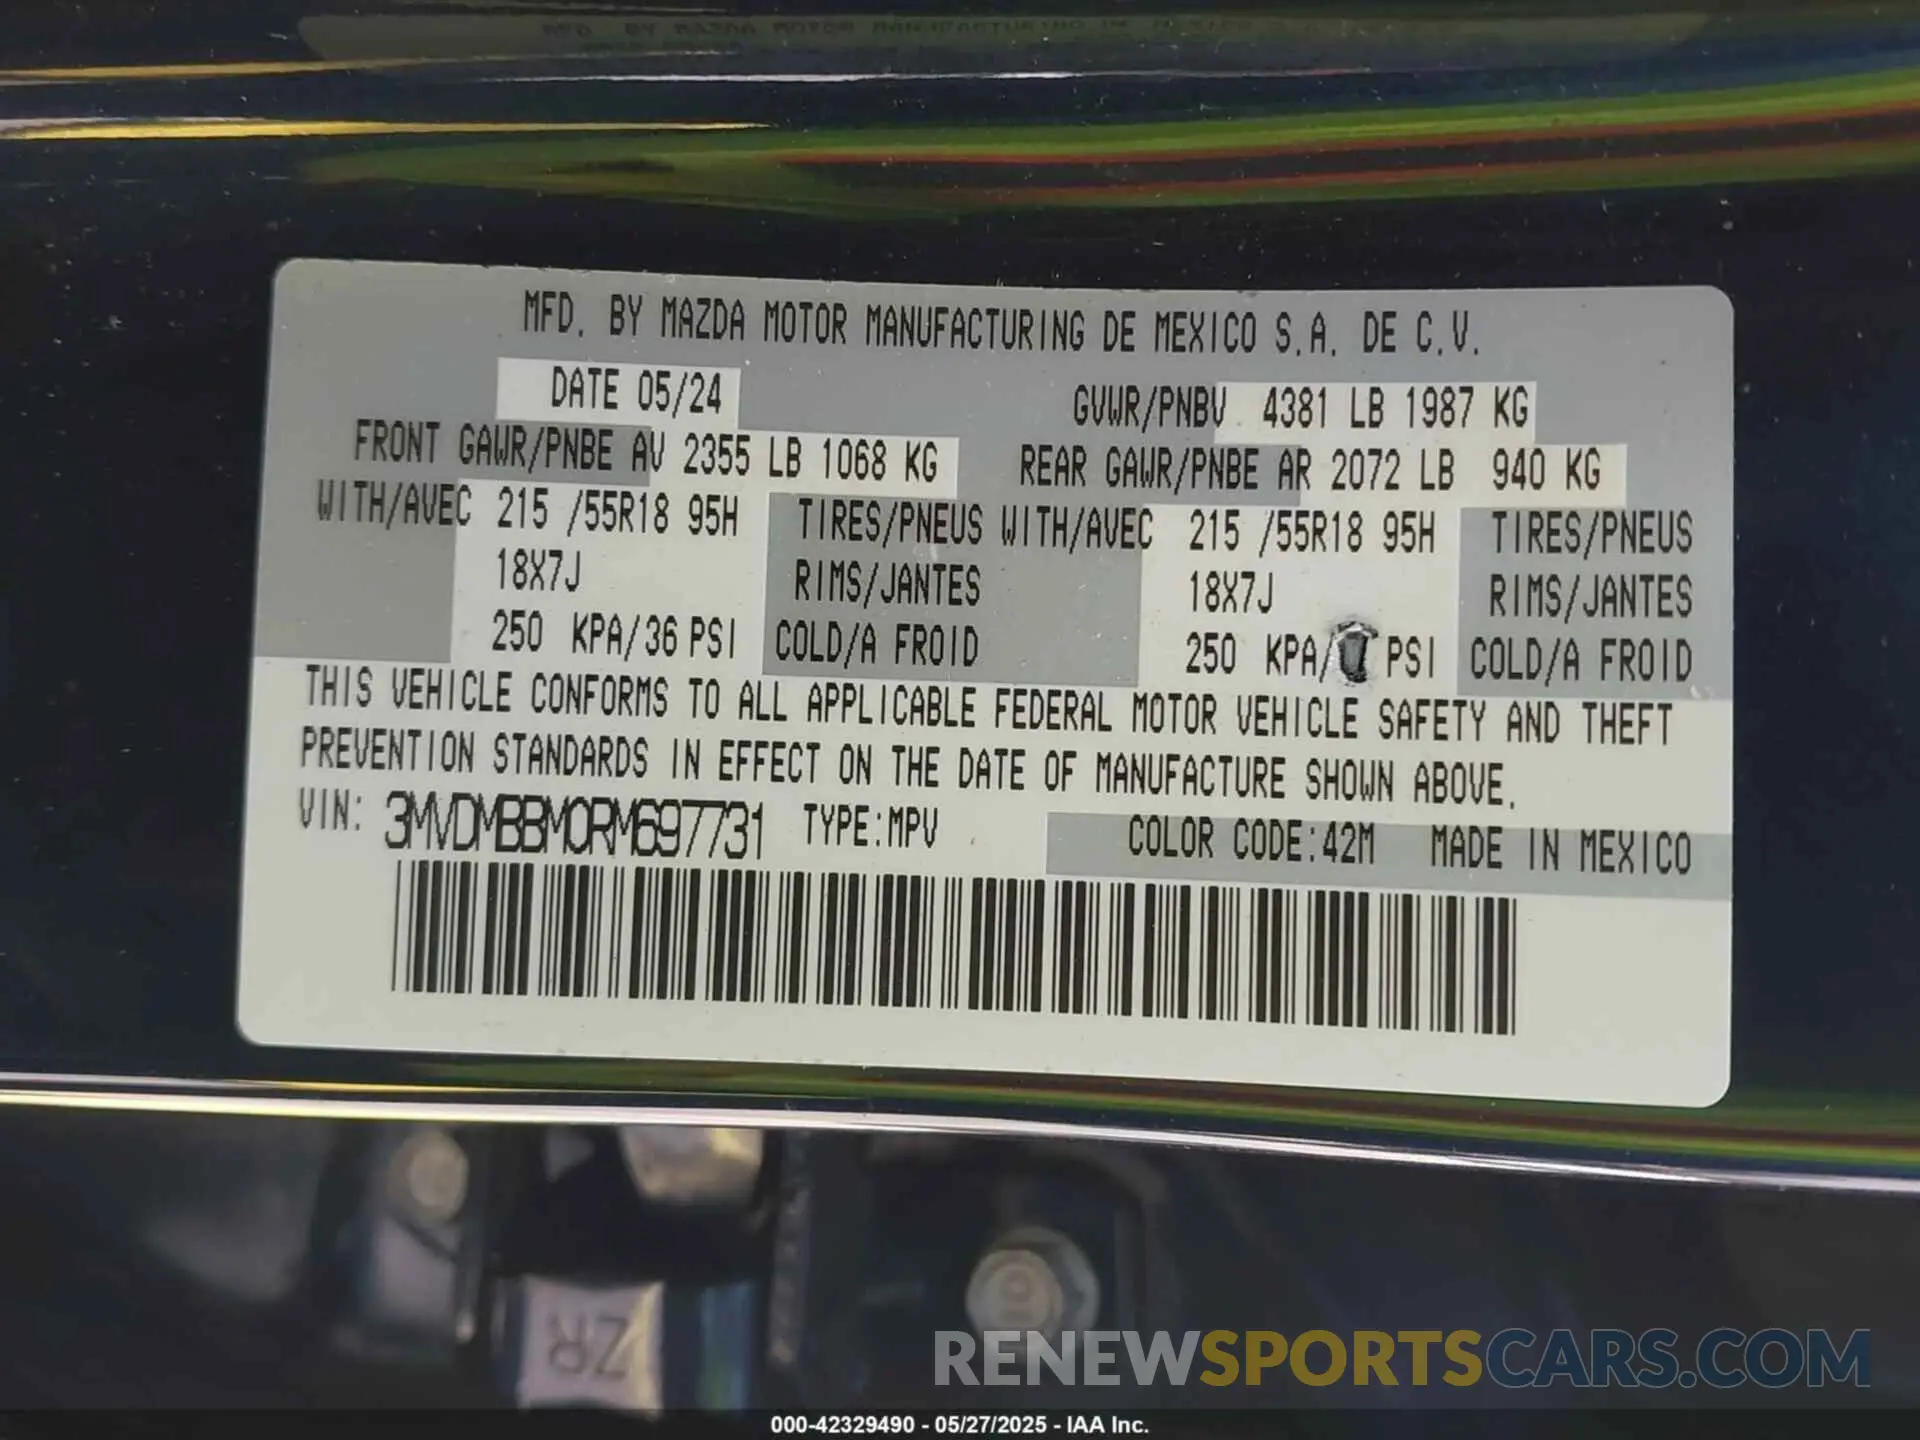 MFD. BY MAZDA MOTOR MANUFACTURING DE MEXICO S.A. DE C.V.
DATE 05/24 GVWR/PNBV 4381 LB 1987 KG
FRONT GAWR/PNBE AV 2355 LB 1068 KG REAR GAWR/PNBE AR 2072 LB 940 KG
WITH/AVEC 215 /55R18 95H TIRES/PNEUS WITH/AVEC 215 /55R18 95H TIRES/PNEUS
18X7J RIMS/JANTES 18X7J RIMS/JANTES
250 KPA/36 PSI COLD/A FROID 250 KPA/ PSI COLD/A FROID
THIS VEHICLE CONFORMS TO ALL APPLICABLE FEDERAL MOTOR VEHICLE SAFETY AND THEFT
PREVENTION STANDARDS IN EFFECT ON THE DATE OF MANUFACTURE SHOWN ABOVE.
VIN: 3MVDMBBM0RM697731 TYPE:MPV COLOR CODE:42M MADE IN MEXICO
ZR
RENEWSPORTSCARS.COM
000-42329490 - 05/27/2025 - IAA Inc.